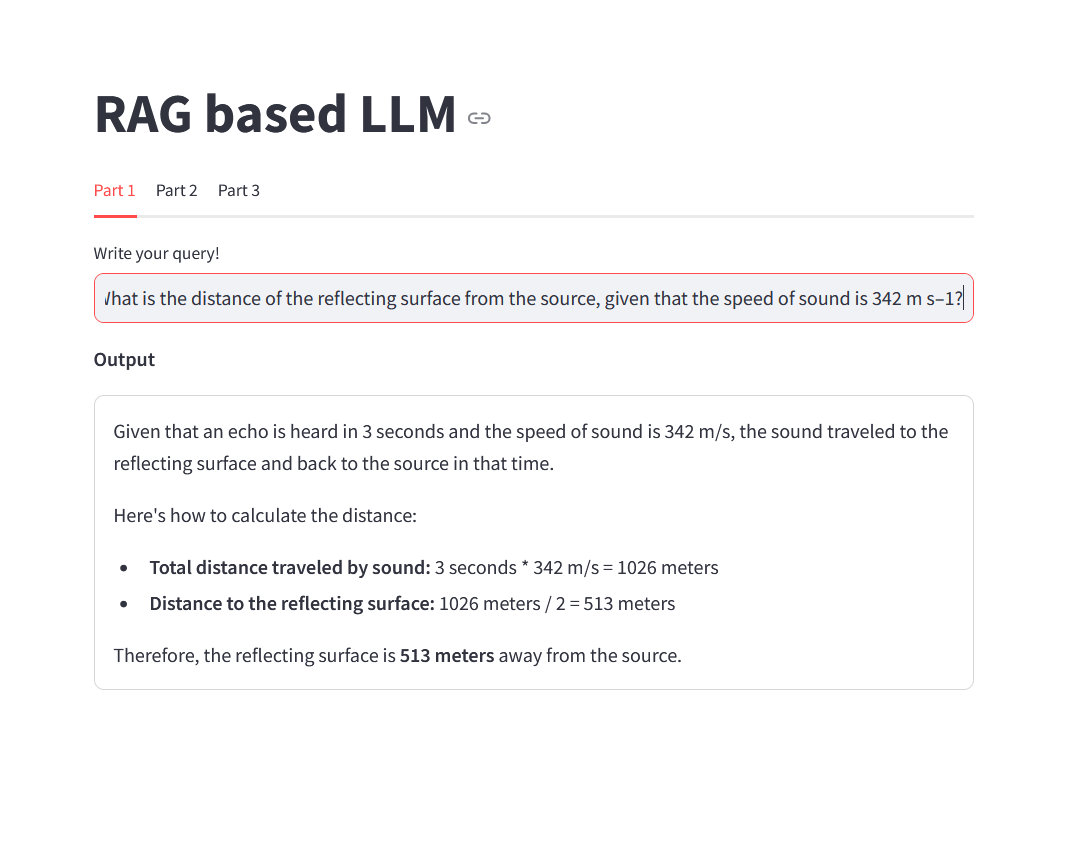 RAG based LLM
Part 1 Part 2 Part 3
Write your query!
is the distance of the reflecting surface from the source, given that the speed of sound is 342 m s–1?
Output
Given that an echo is heard in 3 seconds and the speed of sound is 342 m/s, the sound traveled to the
reflecting surface and back to the source in that time.
Here's how to calculate the distance:
• Total distance traveled by sound: 3 seconds * 342 m/s = 1026 meters
• Distance to the reflecting surface: 1026 meters / 2 = 513 meters
Therefore, the reflecting surface is 513 meters away from the source.